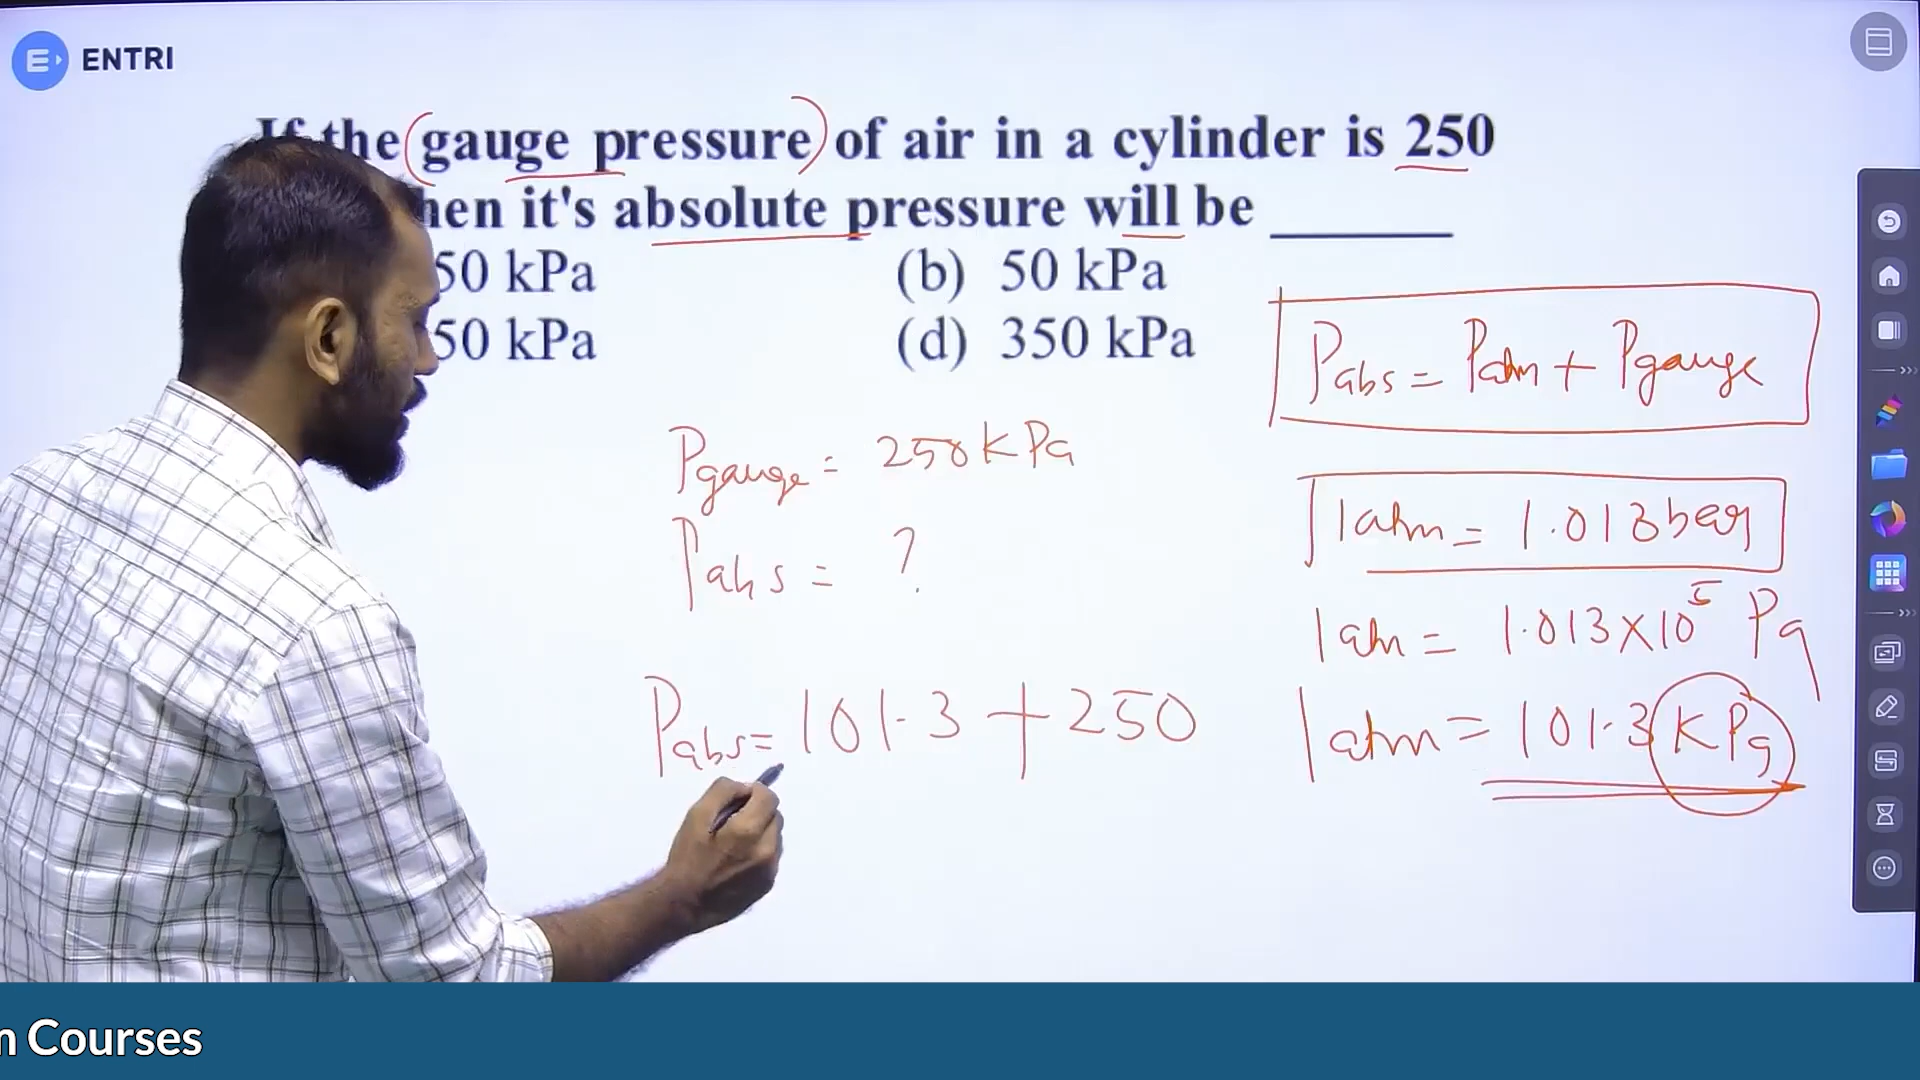 ENTRI
If the gauge pressure of air in a cylinder is 250
hen it's absolute pressure will be ______
50 kPa (b) 50 kPa
50 kPa (d) 350 kPa
Pabs = Patm + Pgauge
Pgauge = 250 KPa
1atm = 1.013bar
Pabs = ?
1atm = 1.013×10⁵ Pa
Pabs = 101.3 + 250
1atm = 101.3 KPa
n Courses